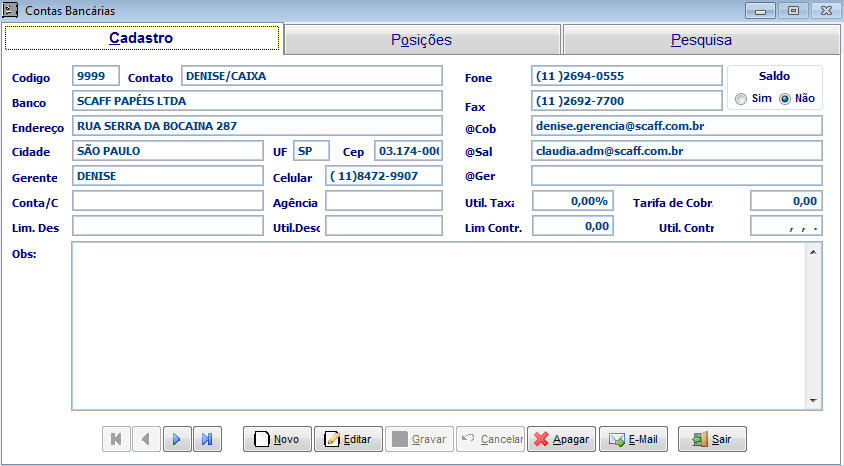 Contas Bancárias
Cadastro Posições Pesquisa
Codigo 9999 Contato DENISE/CAIXA Fone (11 )2694-0555 Saldo
Banco SCAFF PAPÉIS LTDA Fax (11 )2692-7700 Sim Não
Endereço RUA SERRA DA BOCAINA 287 @Cob denise.gerencia@scaff.com.br
Cidade SÃO PAULO UF SP Cep 03.174-00 @Sal claudia.adm@scaff.com.br
Gerente DENISE Celular ( 11)8472-9907 @Ger
Conta/C Agência Util. Taxa 0,00% Tarifa de Cobr. 0,00
Lim. Des Util.Desc Lim Contr. 0,00 Util. Contr , , .
Obs:
Novo Editar Gravar Cancelar Apagar E-Mail Sair